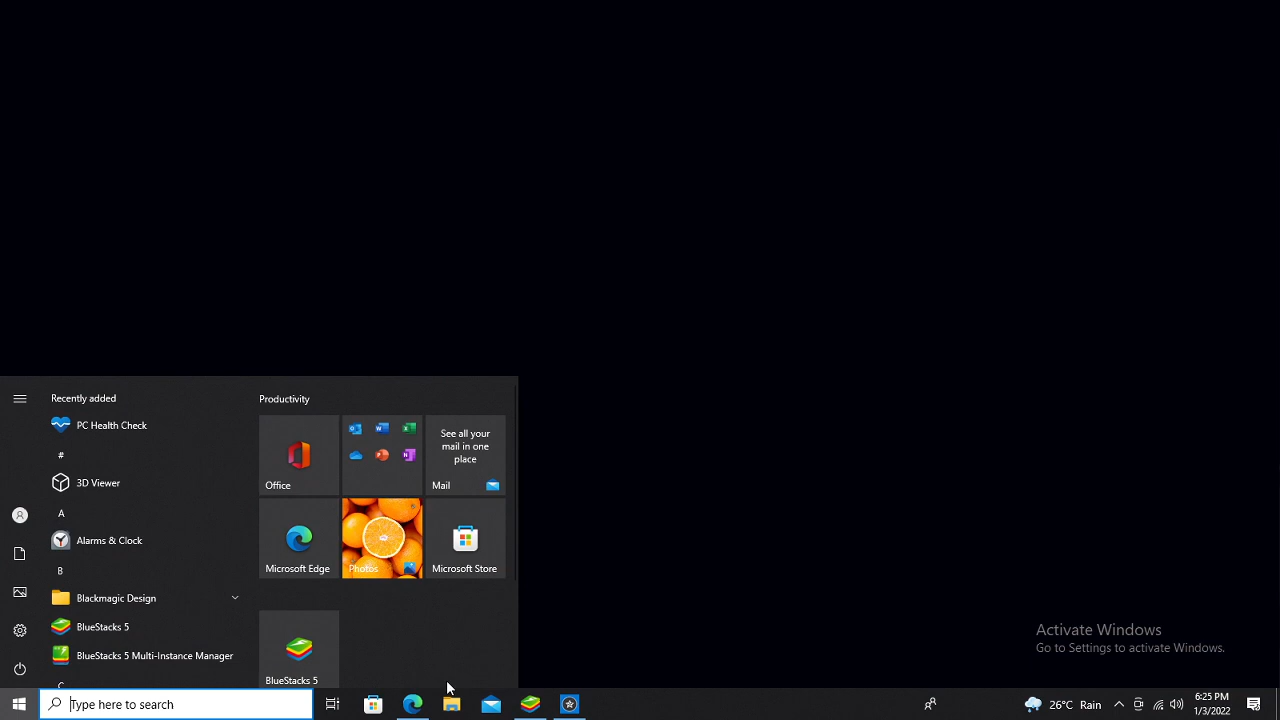 Recently added
PC Health Check
#
3D Viewer
A
Alarms & Clock
B
Blackmagic Design
BlueStacks 5
BlueStacks 5 Multi-Instance Manager
Productivity
Office
See all your
mail in one
place
Mail
Microsoft Edge
Photos
Microsoft Store
BlueStacks 5
Activate Windows
Go to Settings to activate Windows.
Type here to search
26°C Rain
6:25 PM
1/3/2022